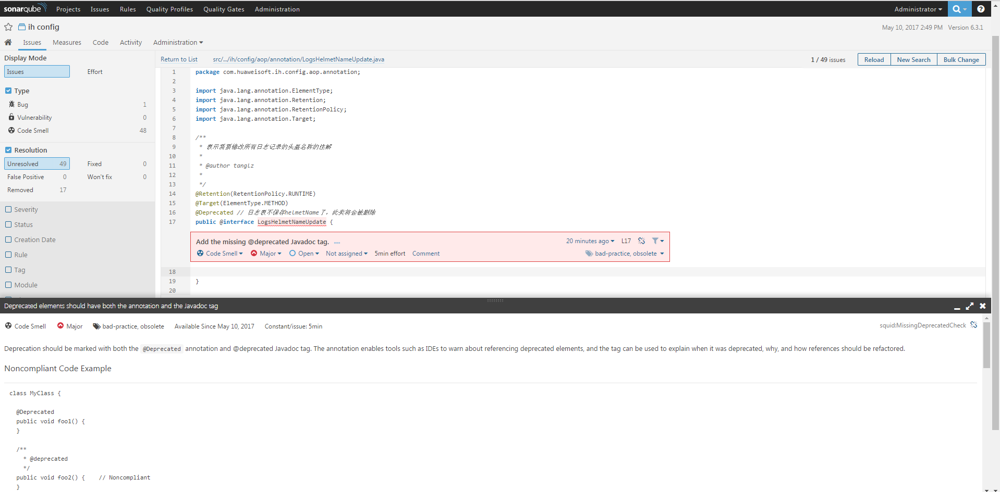 sonarqube Projects Issues Rules Quality Profiles Quality Gates Administration Administrator ?
ih config May 10, 2017 2:49 PM Version 6.3.1
Issues Measures Code Activity Administration
Display Mode
Issues Effort
Type
Bug 1
Vulnerability 0
Code Smell 48
Resolution
Unresolved 49 Fixed 0
False Positive 0 Won't fix 0
Removed 17
Severity
Status
Creation Date
Rule
Tag
Module
Return to List src/.../ih/config/aop/annotation/LogsHelmetNameUpdate.java 1 / 49 issues Reload New Search Bulk Change
1 package com.huaweisoft.ih.config.aop.annotation;
2
3 import java.lang.annotation.ElementType;
4 import java.lang.annotation.Retention;
5 import java.lang.annotation.RetentionPolicy;
6 import java.lang.annotation.Target;
7
8 /**
9 * 表示需要修改所有日志记录的头盔名称的注解
10 *
11 * @author tanglz
12 *
13 */
14 @Retention(RetentionPolicy.RUNTIME)
15 @Target(ElementType.METHOD)
16 @Deprecated // 日志表不保存helmetName了，此类将会被删除
17 public @interface LogsHelmetNameUpdate {
Add the missing @deprecated Javadoc tag. ... 20 minutes ago L17
Code Smell Major Open Not assigned 5min effort Comment bad-practice, obsolete
18
19 }
20
Deprecated elements should have both the annotation and the Javadoc tag
Code Smell Major bad-practice, obsolete Available Since May 10, 2017 Constant/issue: 5min squid:MissingDeprecatedCheck
Deprecation should be marked with both the @Deprecated annotation and @deprecated Javadoc tag. The annotation enables tools such as IDEs to warn about referencing deprecated elements, and the tag can be used to explain when it was deprecated, why, and how references should be refactored.
Noncompliant Code Example
class MyClass {
@Deprecated
public void foo1() {
}
/**
* @deprecated
*/
public void foo2() { // Noncompliant
}